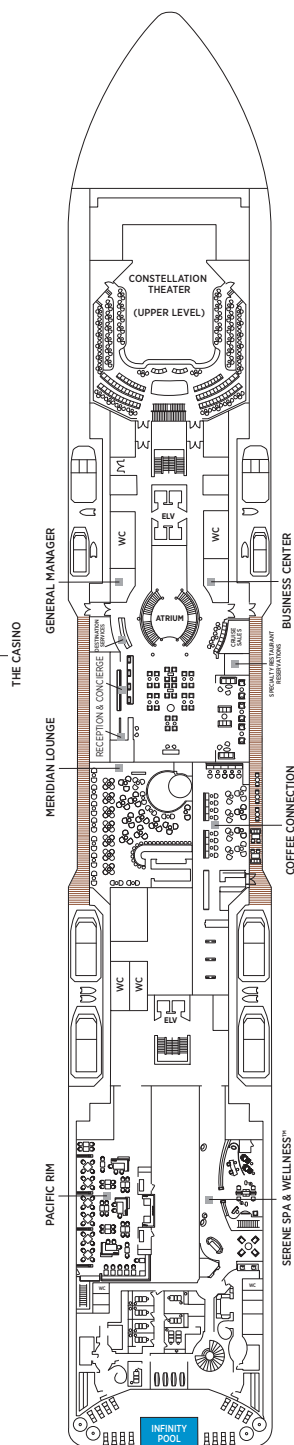 CONSTELLATION
THEATER
(UPPER LEVEL)
ELV
WC
WC
GENERAL MANAGER
BUSINESS CENTER
THE CASINO
ATRIUM
DESTINATION
SERVICES
CRUISE
SALES
SPECIALTY RESTAURANT
RESERVATIONS
RECEPTION & CONCIERGE
MERIDIAN LOUNGE
COFFEE CONNECTION
WC
WC
ELV
PACIFIC RIM
SERENE SPA & WELLNESS™
WC
WC
INFINITY
POOL